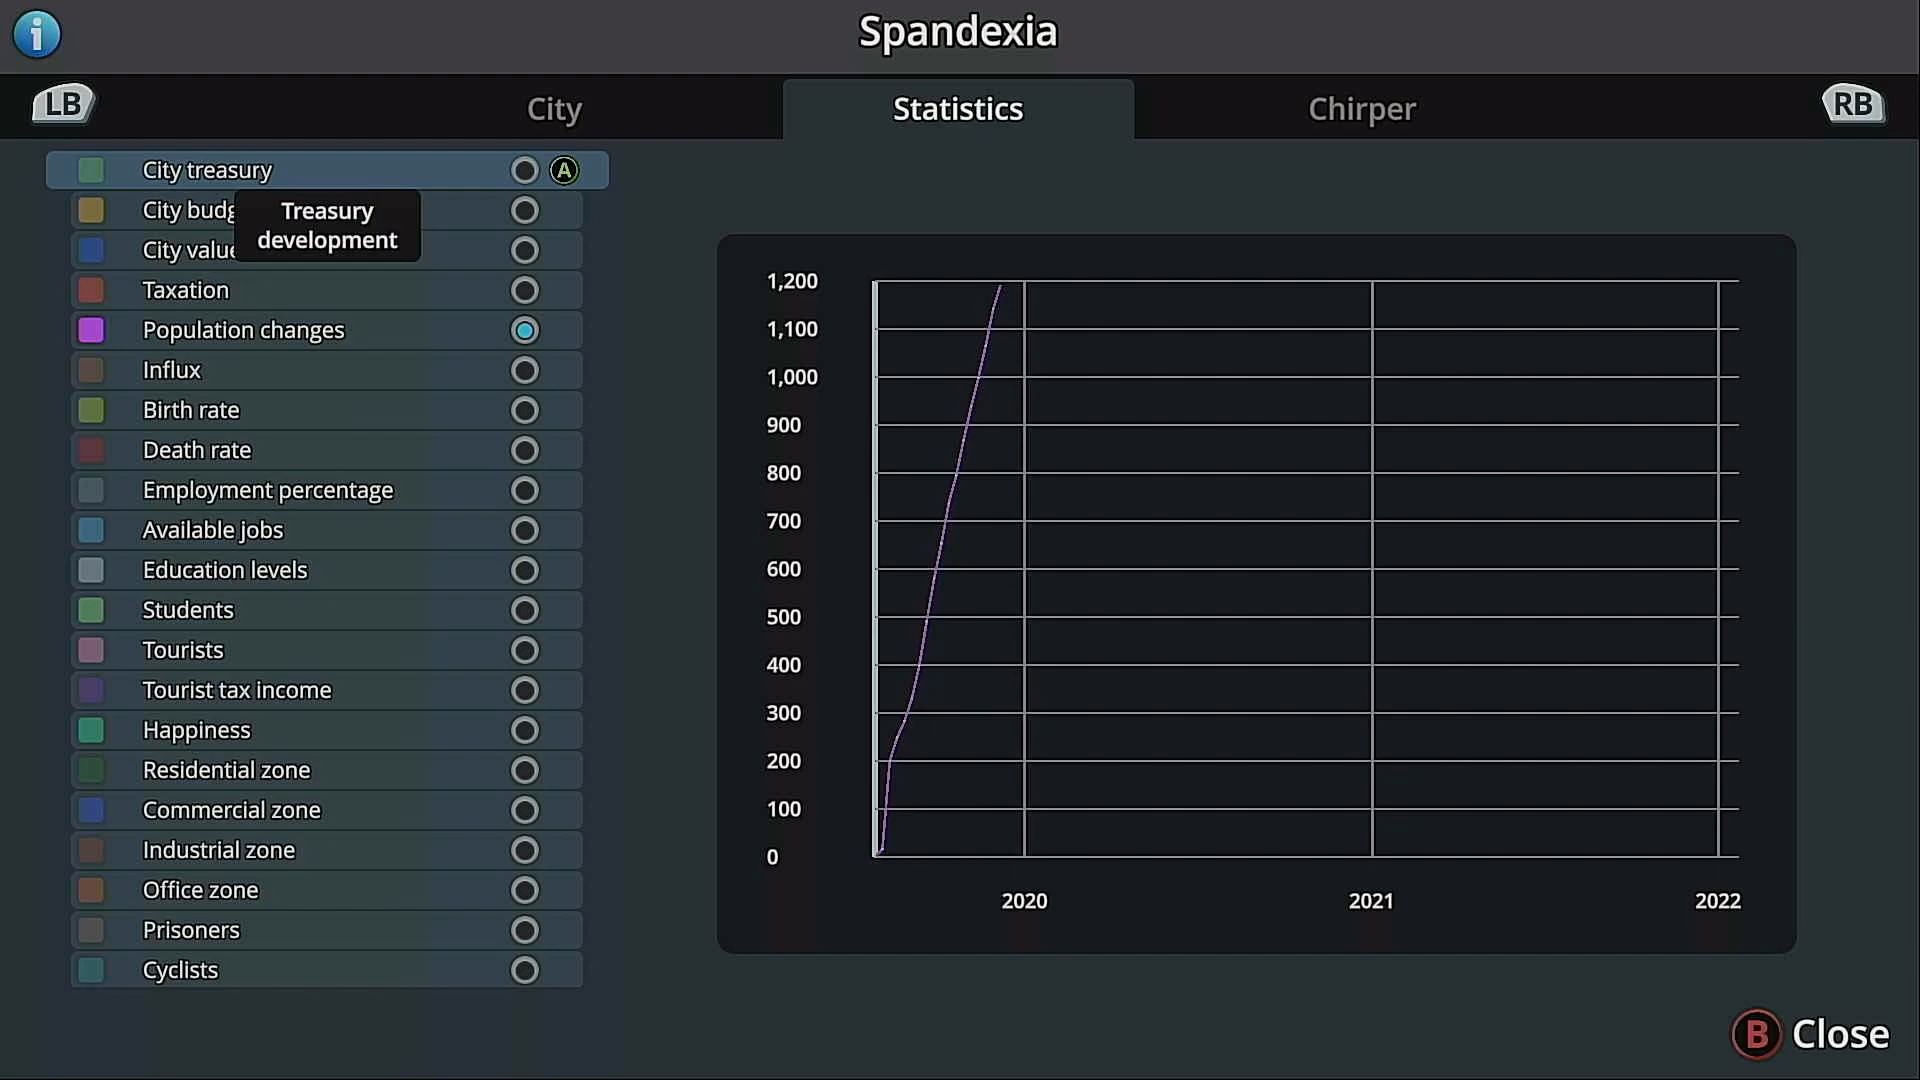 Spandexia
LB
City
Statistics
Chirper
RB
City treasury
A
City budg
Treasury
development
City value
Taxation
Population changes
Influx
Birth rate
Death rate
Employment percentage
Available jobs
Education levels
Students
Tourists
Tourist tax income
Happiness
Residential zone
Commercial zone
Industrial zone
Office zone
Prisoners
Cyclists
1,200
1,100
1,000
900
800
700
600
500
400
300
200
100
0
2020
2021
2022
B Close